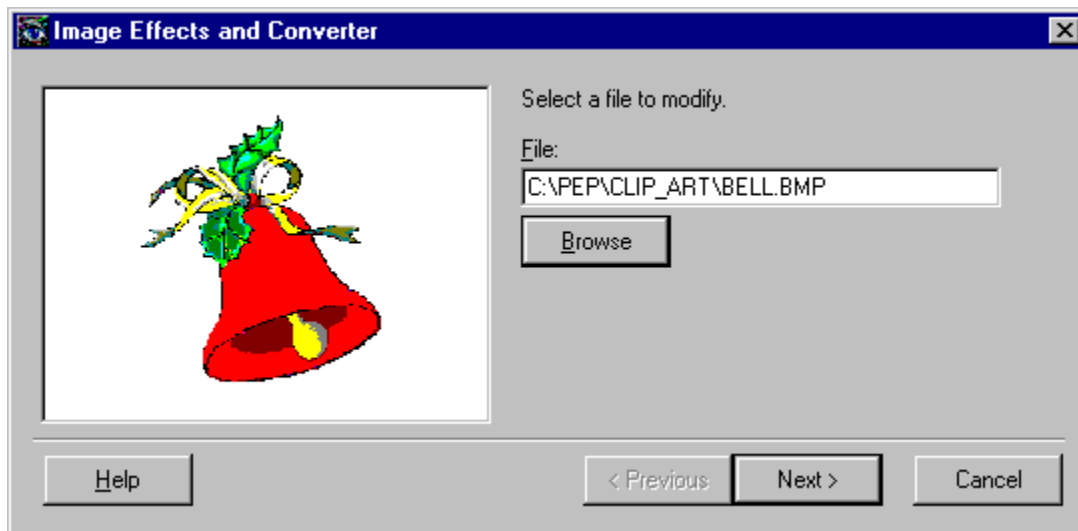 Image Effects and Converter
Select a file to modify.
File:
C:\PEP\CLIP_ART\BELL.BMP
Browse
Help
< Previous
Next >
Cancel